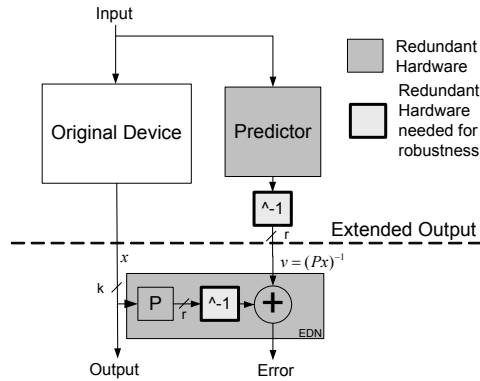 Input
Redundant
Hardware
Redundant
Hardware
needed for
robustness
Original Device
Predictor
^-1
r
Extended Output
x
v = (Px)^{-1}
k
P
r
^-1
+
EDN
Output
Error